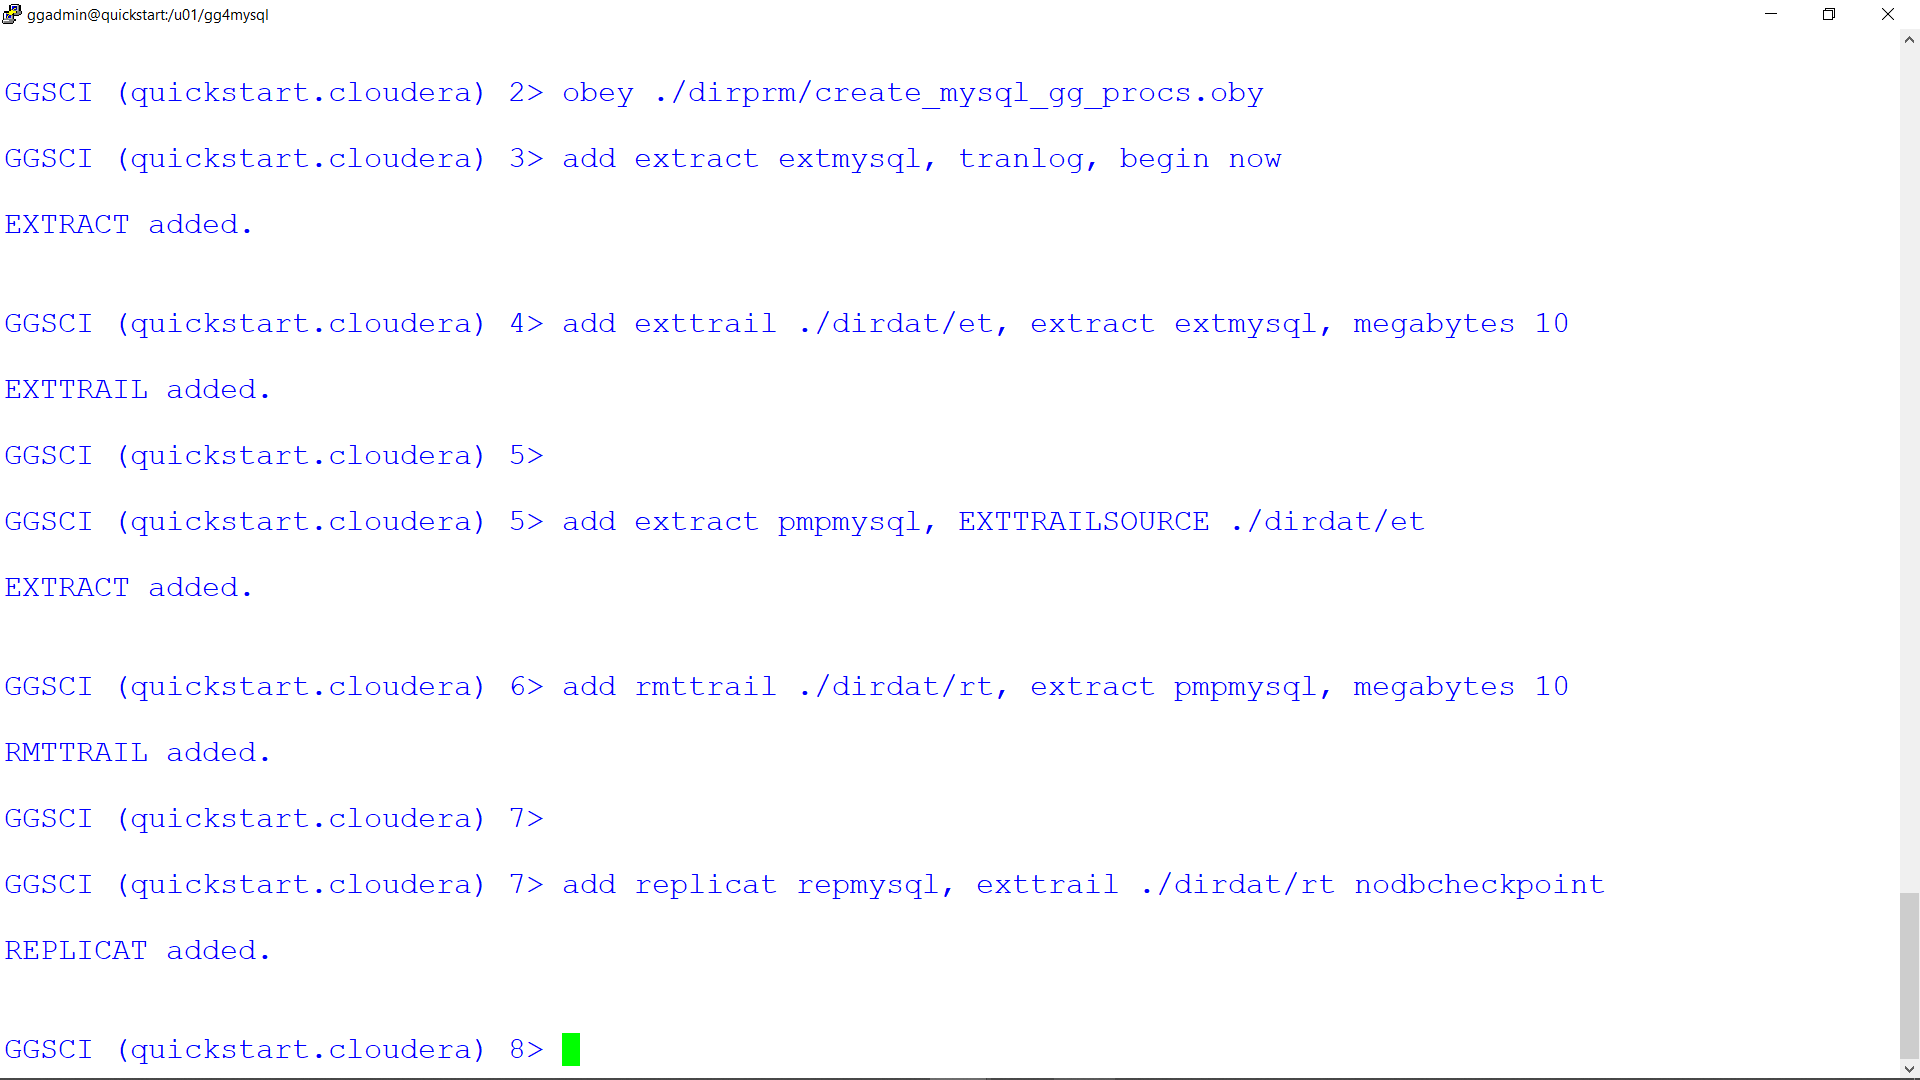 ggadmin@quickstart:/u01/gg4mysql
GGSCI (quickstart.cloudera) 2> obey ./dirprm/create_mysql_gg_procs.oby
GGSCI (quickstart.cloudera) 3> add extract extmysql, tranlog, begin now
EXTRACT added.
GGSCI (quickstart.cloudera) 4> add exttrail ./dirdat/et, extract extmysql, megabytes 10
EXTTRAIL added.
GGSCI (quickstart.cloudera) 5>
GGSCI (quickstart.cloudera) 5> add extract pmpmysql, EXTTRAILSOURCE ./dirdat/et
EXTRACT added.
GGSCI (quickstart.cloudera) 6> add rmttrail ./dirdat/rt, extract pmpmysql, megabytes 10
RMTTRAIL added.
GGSCI (quickstart.cloudera) 7>
GGSCI (quickstart.cloudera) 7> add replicat repmysql, exttrail ./dirdat/rt nodbcheckpoint
REPLICAT added.
GGSCI (quickstart.cloudera) 8>